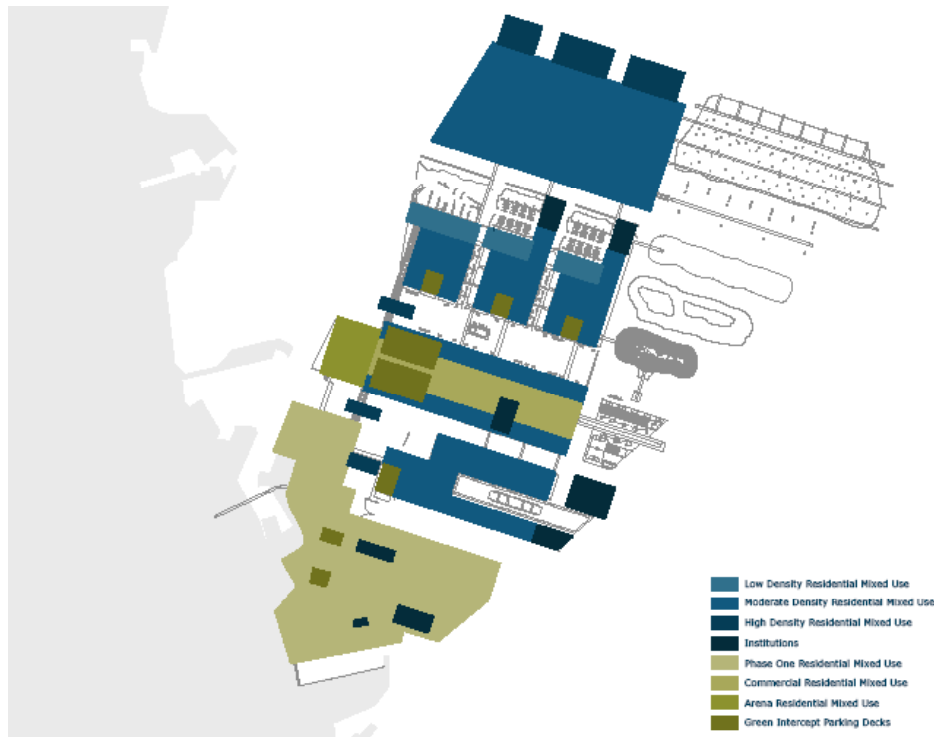 Low Density Residential Mixed Use
Moderate Density Residential Mixed Use
High Density Residential Mixed Use
Institutions
Phase One Residential Mixed Use
Commercial Residential Mixed Use
Arena Residential Mixed Use
Green Intercept Parking Decks